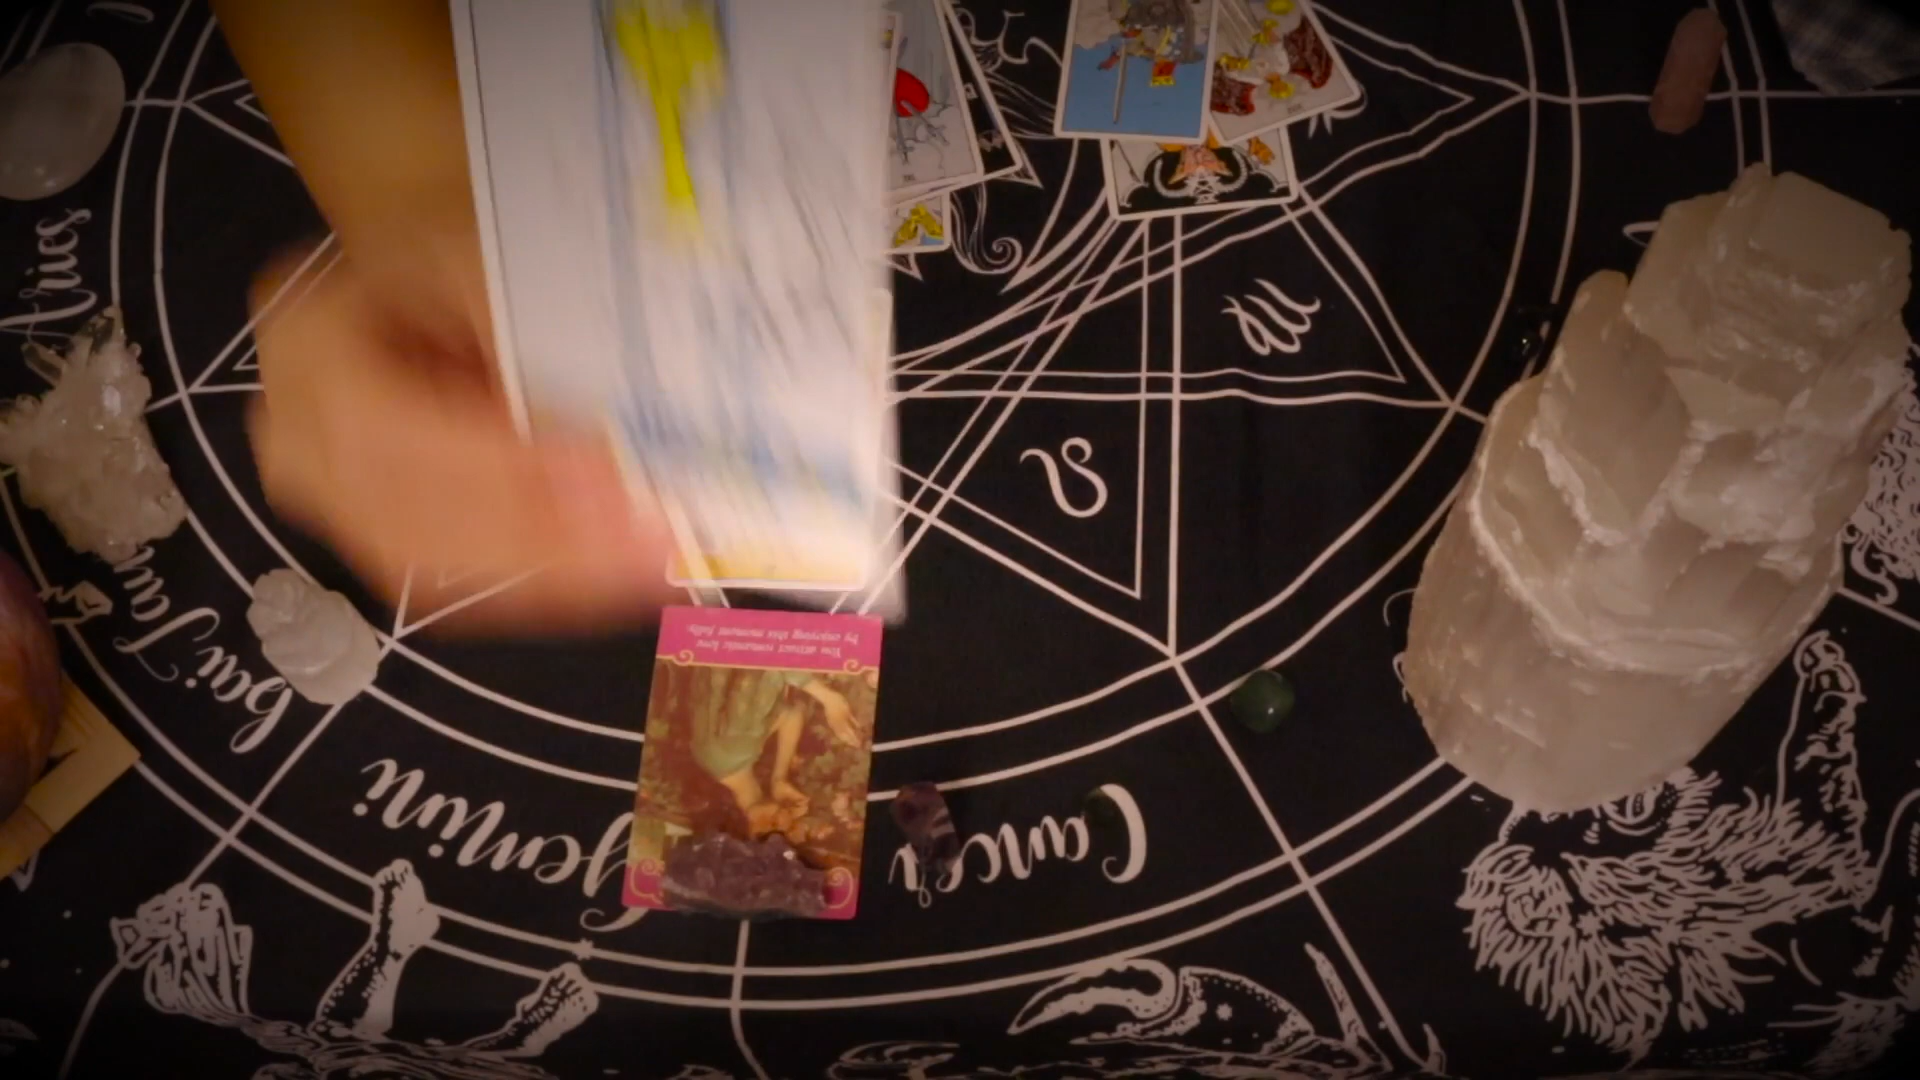 Aries
Gemini
Cancer
You attract romantic love
by enjoying this moment fully.